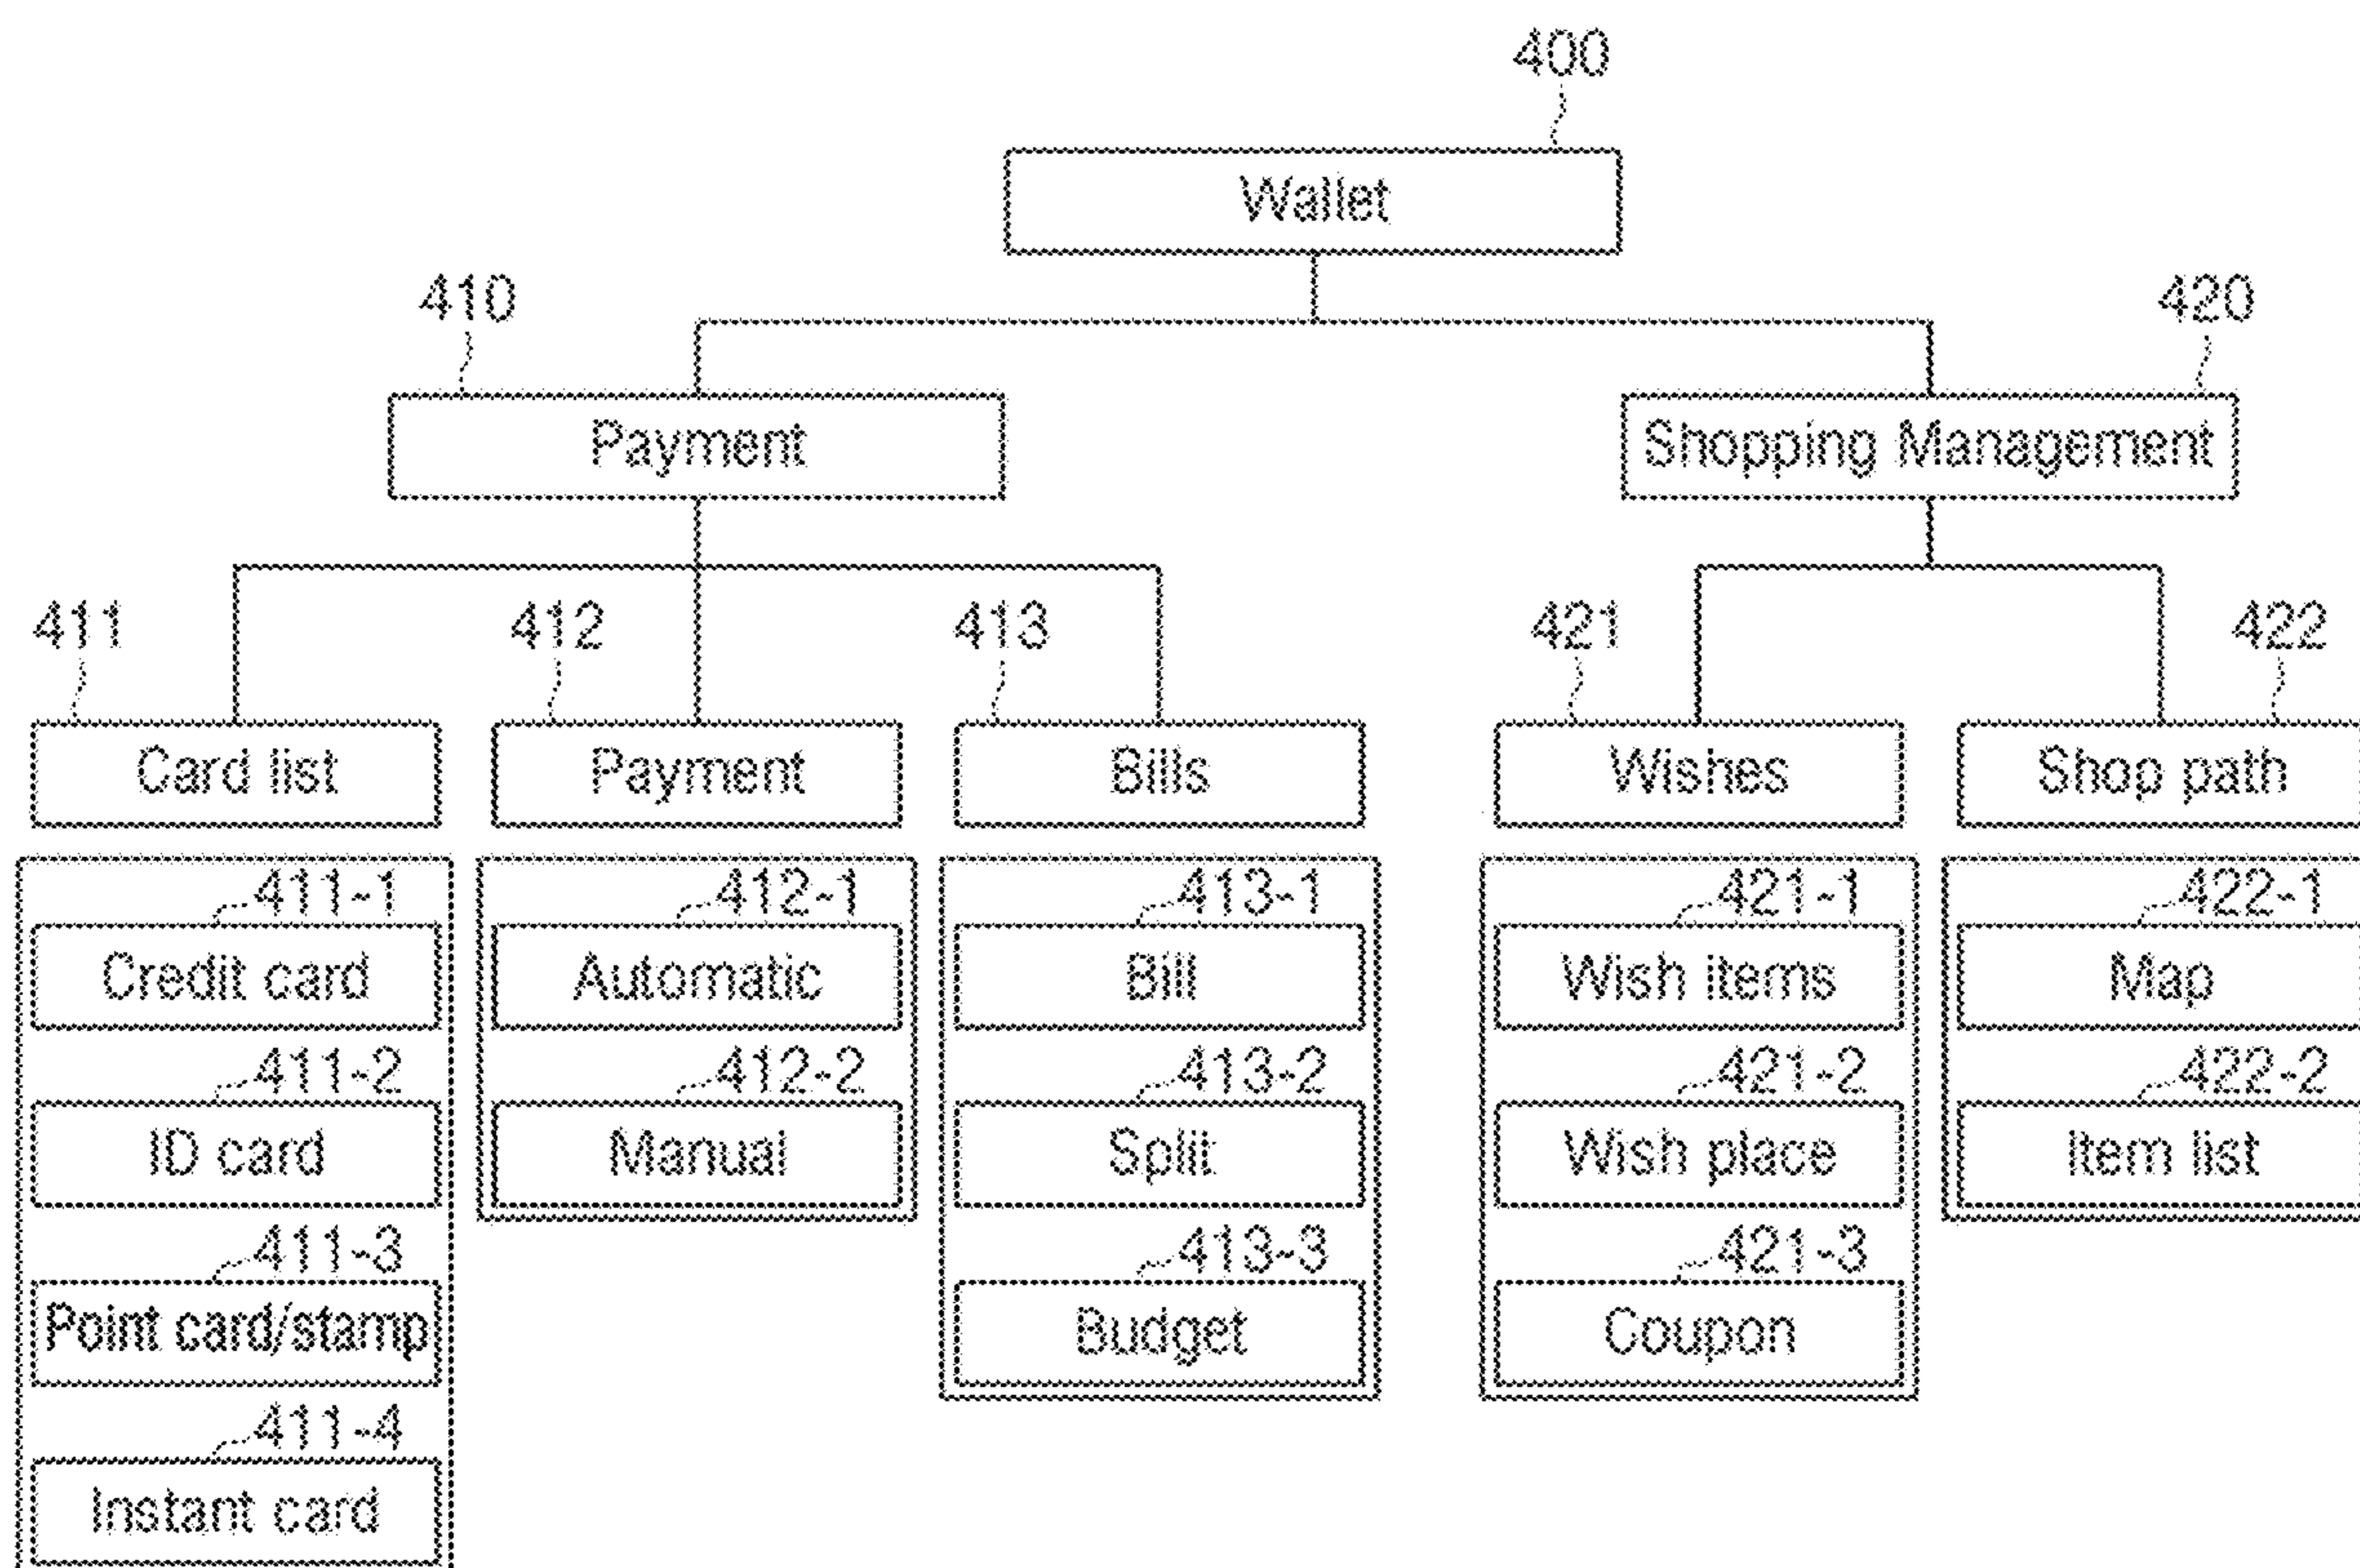 400
Wallet
410
420
Payment
Shopping Management
411
412
413
421
422
Card list
Payment
Bills
Wishes
Shop path
411-1
412-1
413-1
421-1
422-1
Credit card
Automatic
Bill
Wish items
Map
411-2
412-2
413-2
421-2
422-2
ID card
Manual
Split
Wish place
Item list
411-3
413-3
421-3
Point card/stamp
Budget
Coupon
411-4
Instant card